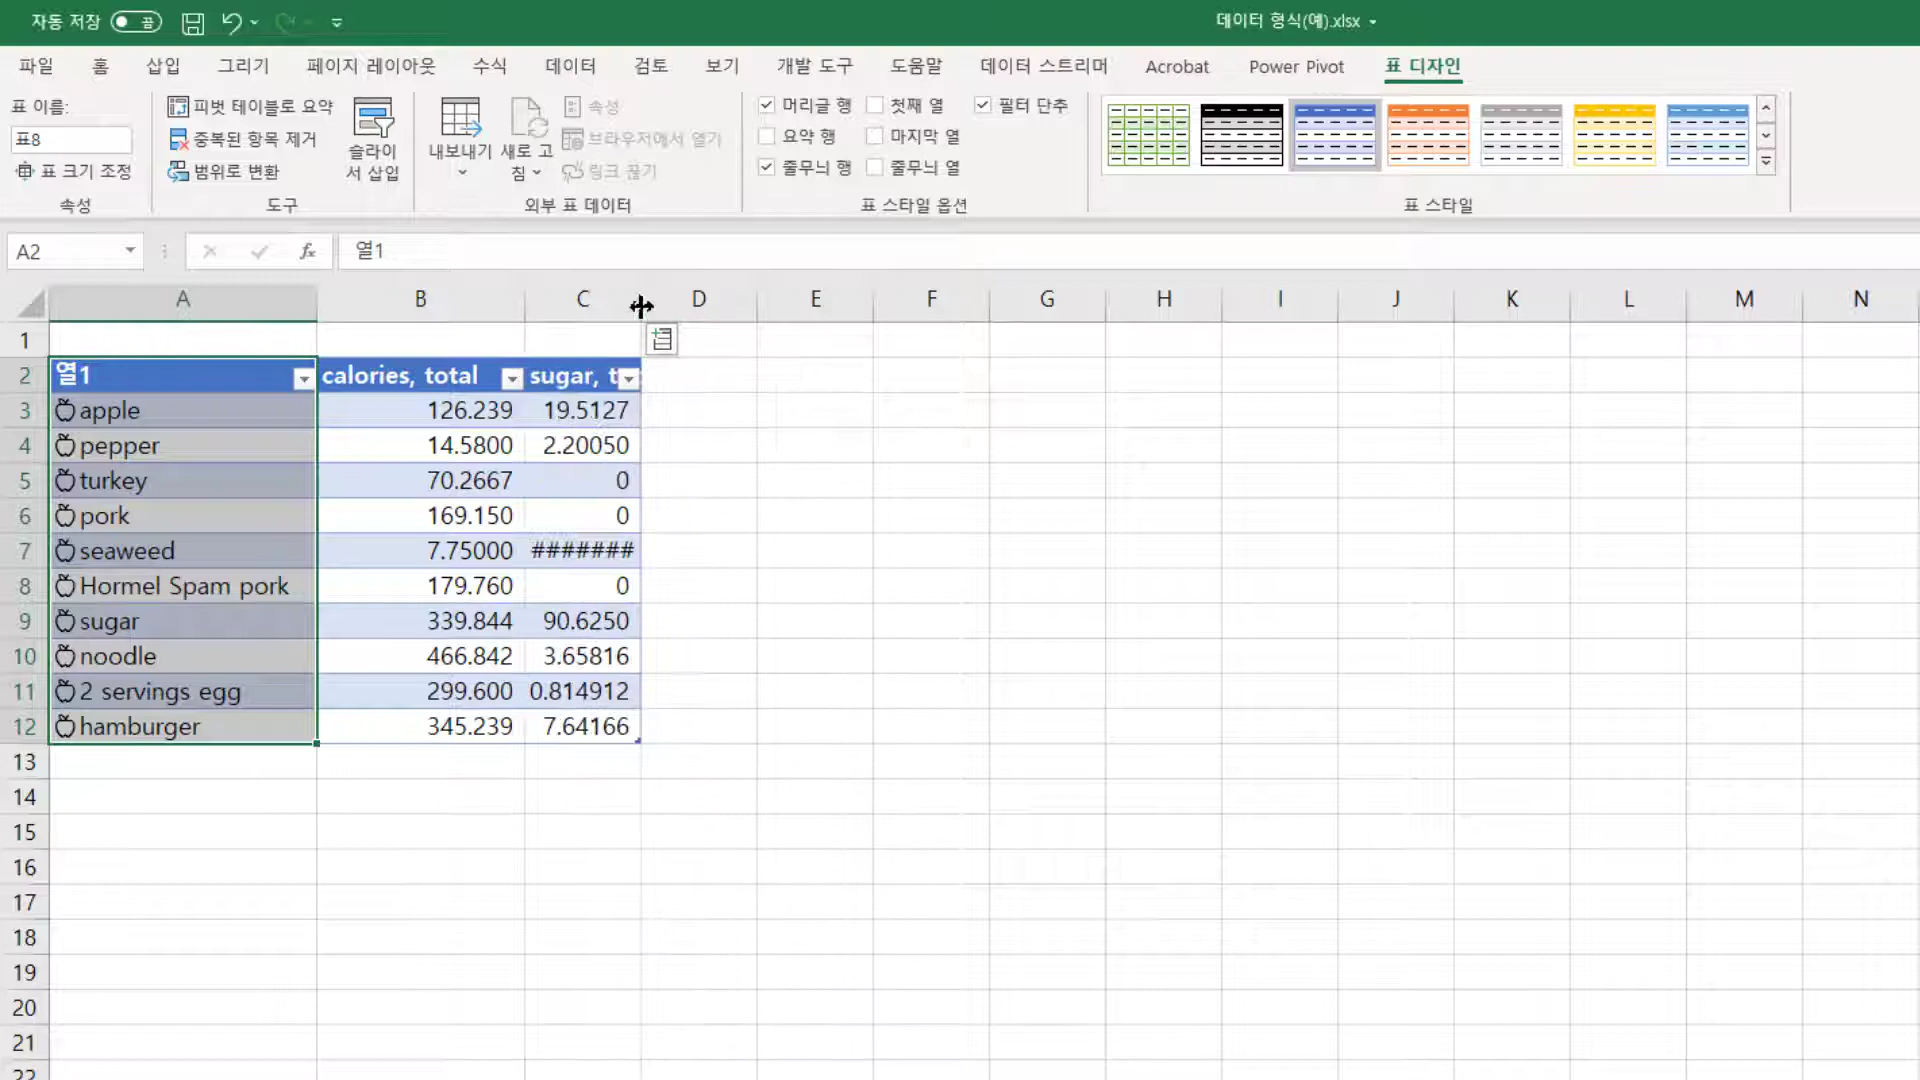 자동 저장 끔 데이터 형식(예).xlsx
파일 홈 삽입 그리기 페이지 레이아웃 수식 데이터 검토 보기 개발 도구 도움말 데이터 스트리머 Acrobat Power Pivot 표 디자인
표 이름:
표8
표 크기 조정
속성
피벗 테이블로 요약
중복된 항목 제거
범위로 변환
슬라이
서 삽입
도구
내보내기
새로 고
침
속성
브라우저에서 열기
링크 끊기
외부 표 데이터
머리글 행 첫째 열 필터 단추
요약 행 마지막 열
줄무늬 행 줄무늬 열
표 스타일 옵션
표 스타일
A2 fx 열1
A B C D E F G H I J K L M N
1
2 열1 calories, total sugar, t
3 apple 126.239 19.5127
4 pepper 14.5800 2.20050
5 turkey 70.2667 0
6 pork 169.150 0
7 seaweed 7.75000 #######
8 Hormel Spam pork 179.760 0
9 sugar 339.844 90.6250
10 noodle 466.842 3.65816
11 2 servings egg 299.600 0.814912
12 hamburger 345.239 7.64166
13
14
15
16
17
18
19
20
21
22